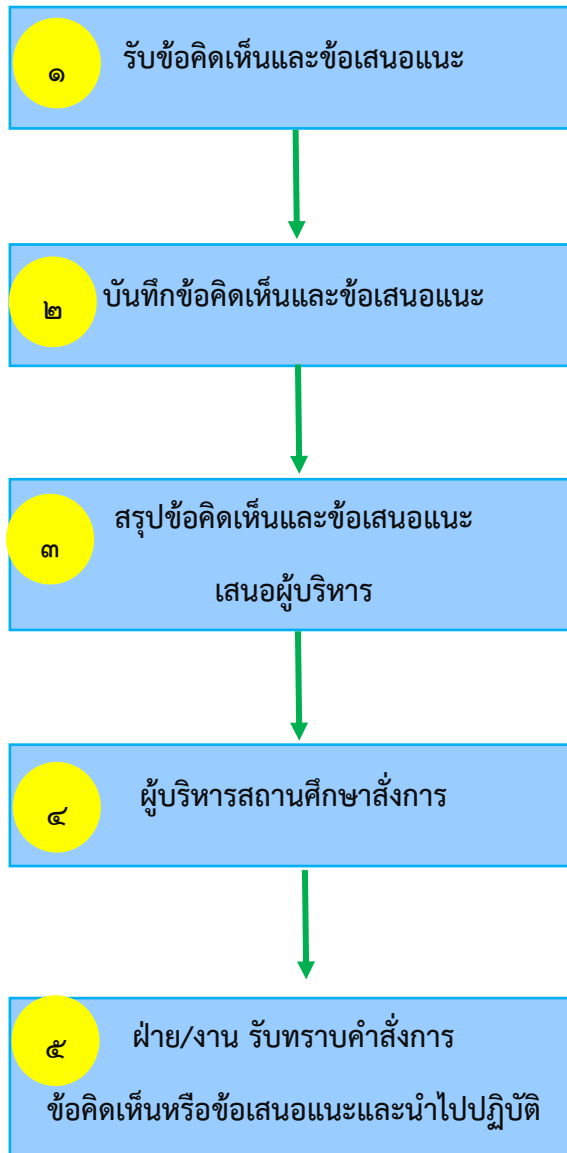 ๑
รับข้อคิดเห็นและข้อเสนอแนะ
๒
บันทึกข้อคิดเห็นและข้อเสนอแนะ
๓
สรุปข้อคิดเห็นและข้อเสนอแนะ
เสนอผู้บริหาร
๔
ผู้บริหารสถานศึกษาสั่งการ
๕
ฝ่าย/งาน รับทราบคำสั่งการ
ข้อคิดเห็นหรือข้อเสนอแนะและนำไปปฏิบัติ